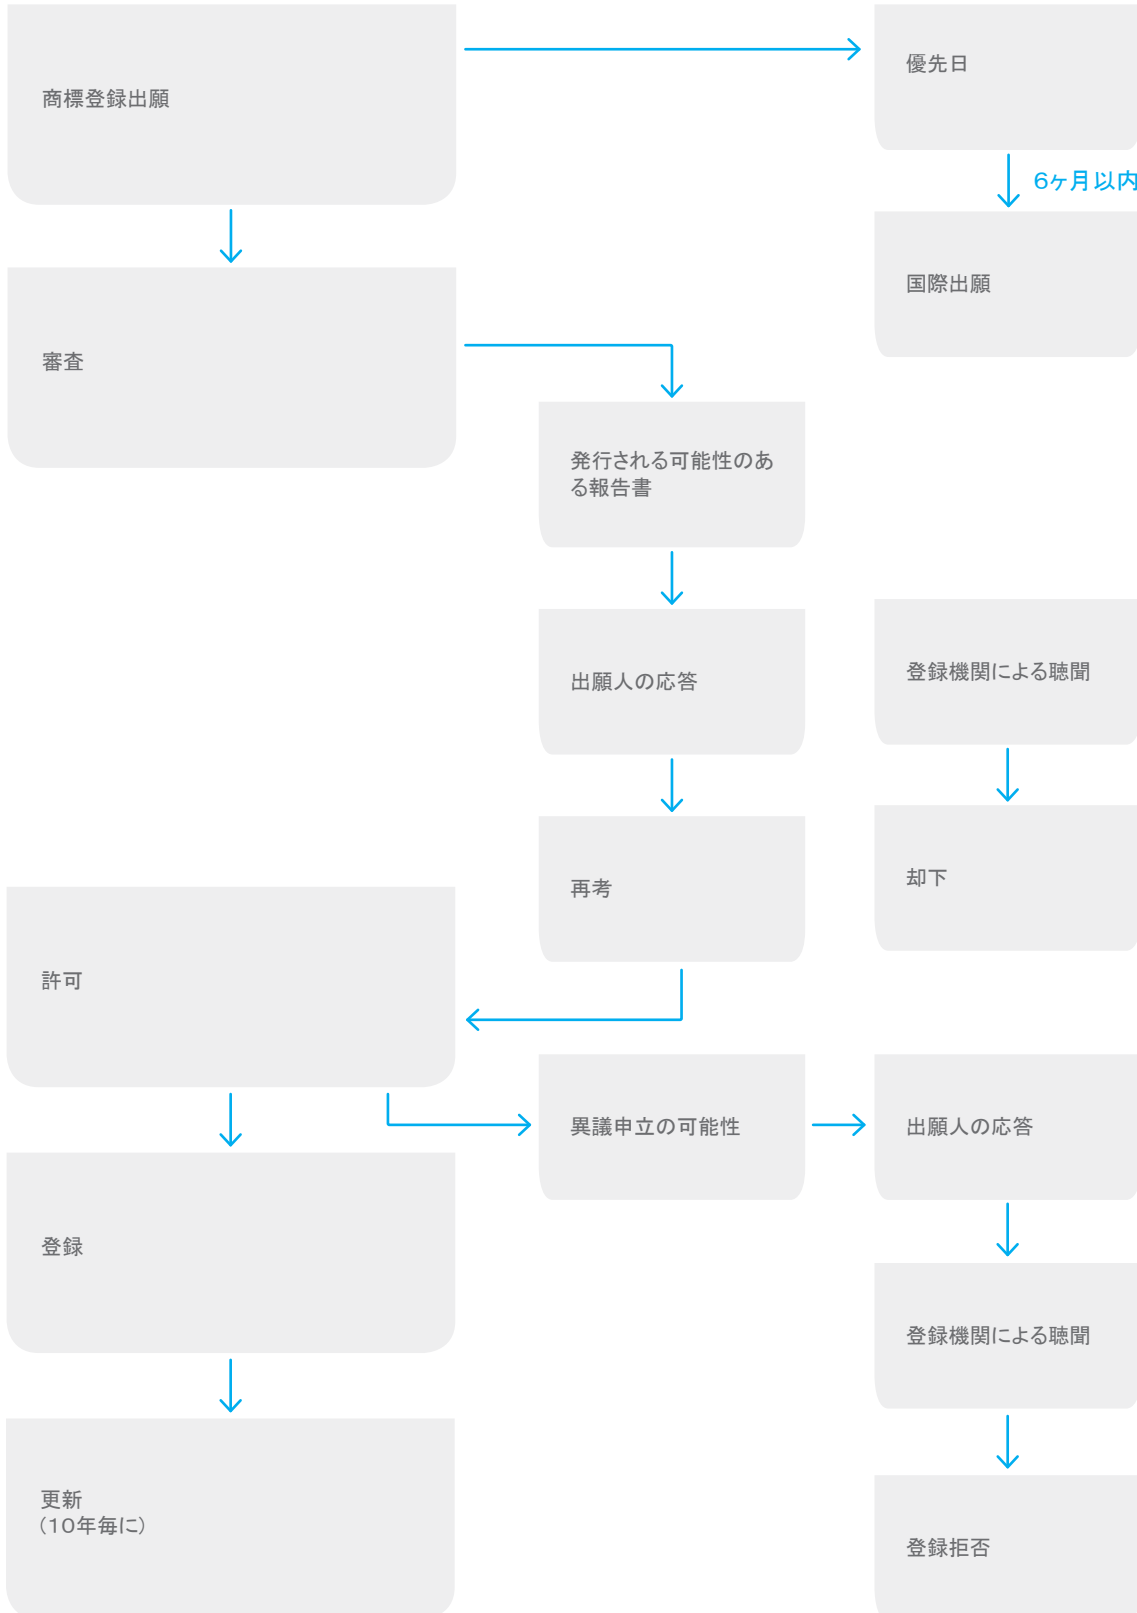 商標登録出願
優先日
6ヶ月以内
国際出願
審査
発行される可能性のあ
る報告書
出願人の応答
登録機関による聴聞
再考
却下
許可
異議申立の可能性
出願人の応答
登録
登録機関による聴聞
更新
(10年毎に)
登録拒否